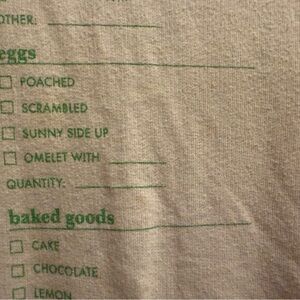 OTHER:
eggs
POACHED
SCRAMBLED
SUNNY SIDE UP
OMELET WITH
QUANTITY:
baked goods
CAKE
CHOCOLATE
LEMON